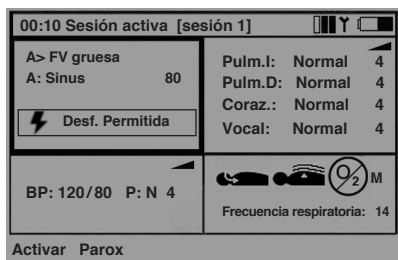 00:10 Sesión activa [sesión 1]
A> FV gruesa
A: Sinus 80
Desf. Permitida
Pulm.I: Normal 4
Pulm.D: Normal 4
Coraz.: Normal 4
Vocal: Normal 4
BP: 120/80 P: N 4
O2 M
Frecuencia respiratoria: 14
Activar Parox